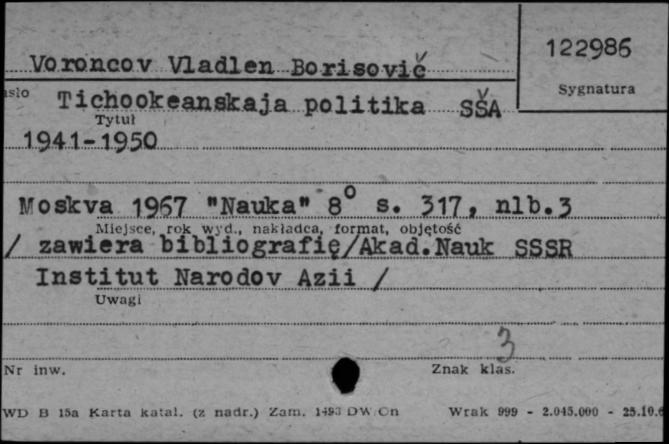 Voroncov Vladlen Borisovič
122986
Sygnatura
Tichookeanskaja politika SŠA
Tytuł
1941-1950
Moskva 1967 "Nauka" 8° s. 317, nlb.3
Miejsce, rok wyd., nakładca, format, objętość
/ zawiera bibliografię/Akad.Nauk SSSR
Institut Narodov Azii /
Uwagi
3
Nr inw.
Znak klas.
WD B 15a Karta katal. (z nadr.) Zam. 1493 DW Cn Wrak 999 - 2.045.000 - 25.10.